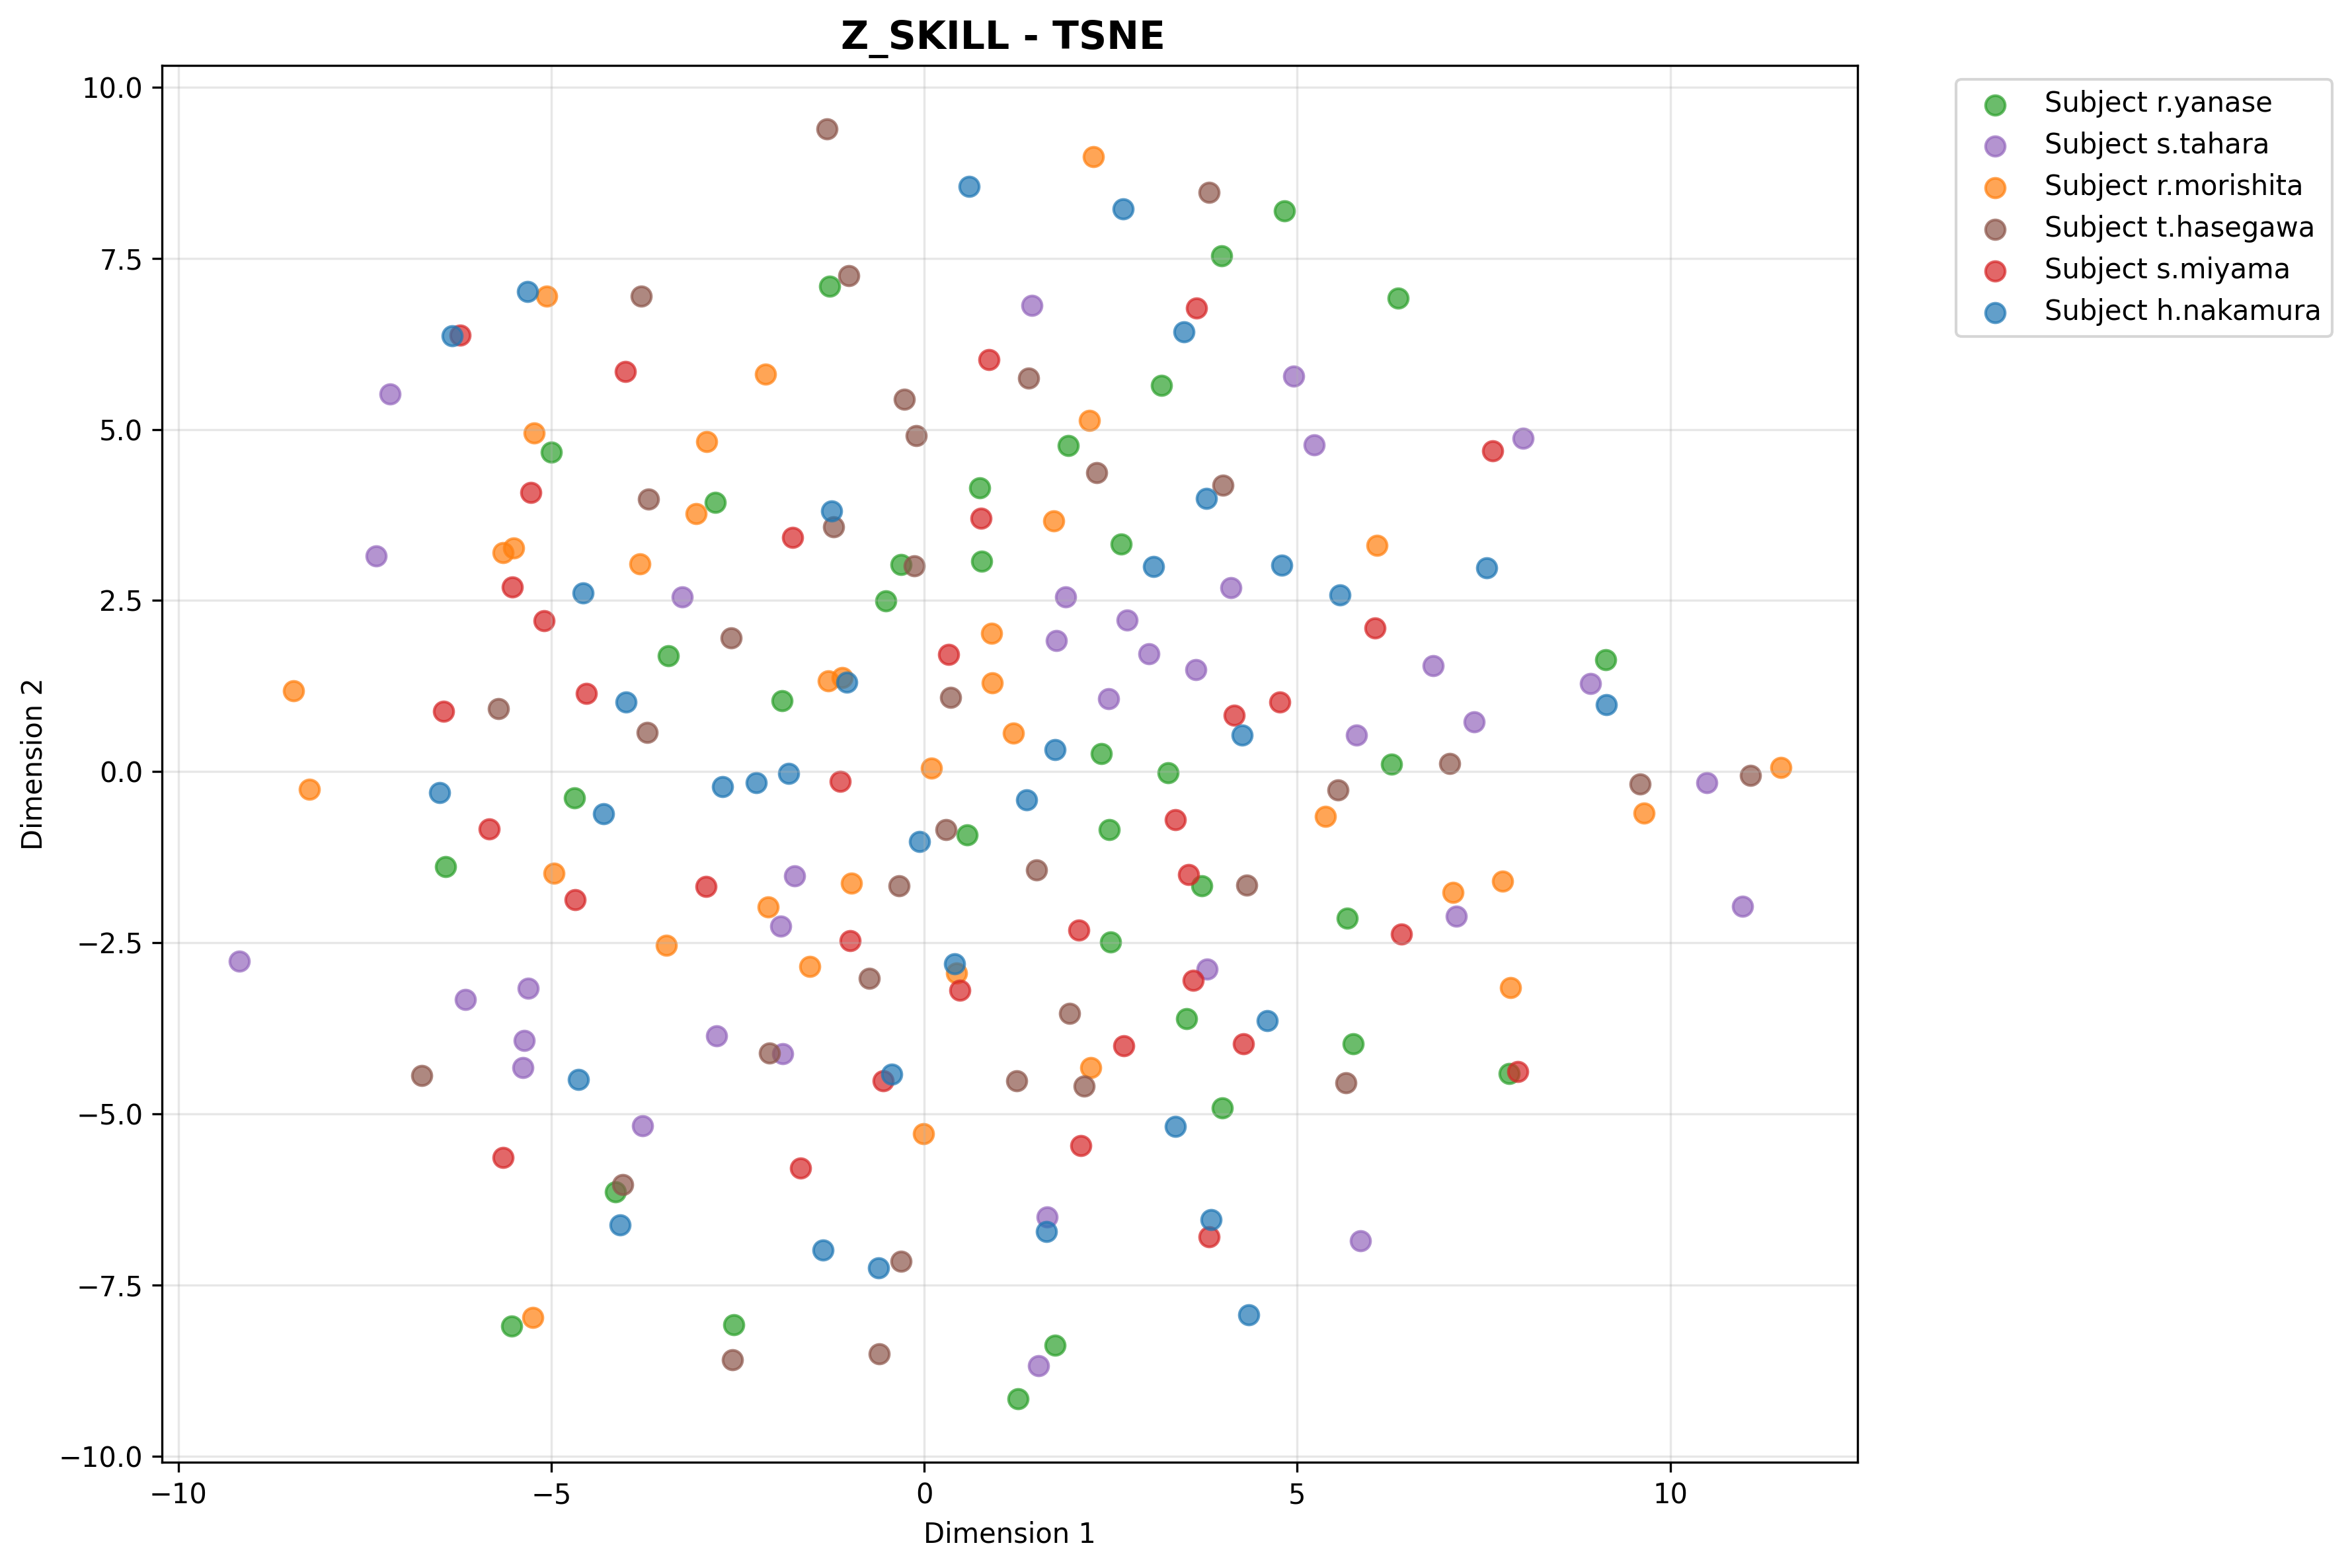 Z_SKILL - TSNE
Subject r.yanase
Subject s.tahara
Subject r.morishita
Subject t.hasegawa
Subject s.miyama
Subject h.nakamura
Dimension 2
10.0
7.5
5.0
2.5
0.0
−2.5
−5.0
−7.5
−10.0
−10
−5
0
5
10
Dimension 1